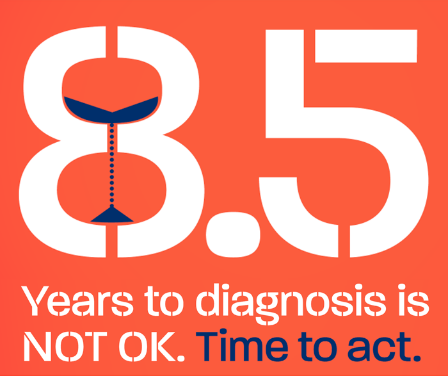 8.5
Years to diagnosis is
NOT OK. Time to act.